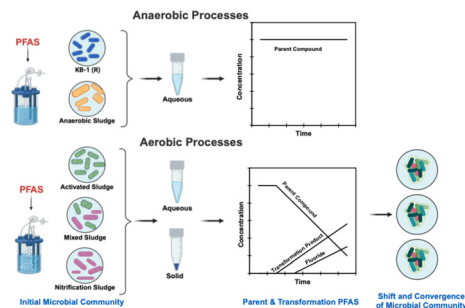 Anaerobic Processes
PFAS
KB-1 (R)
Anaerobic Sludge
Aqueous
Concentration
Parent Compound
Time
Aerobic Processes
PFAS
Activated Sludge
Mixed Sludge
Nitrification Sludge
Aqueous
Solid
Concentration
Parent Compound
Transformation Product
Fluoride
Time
Initial Microbial Community
Parent & Transformation PFAS
Shift and Convergence
of Microbial Community